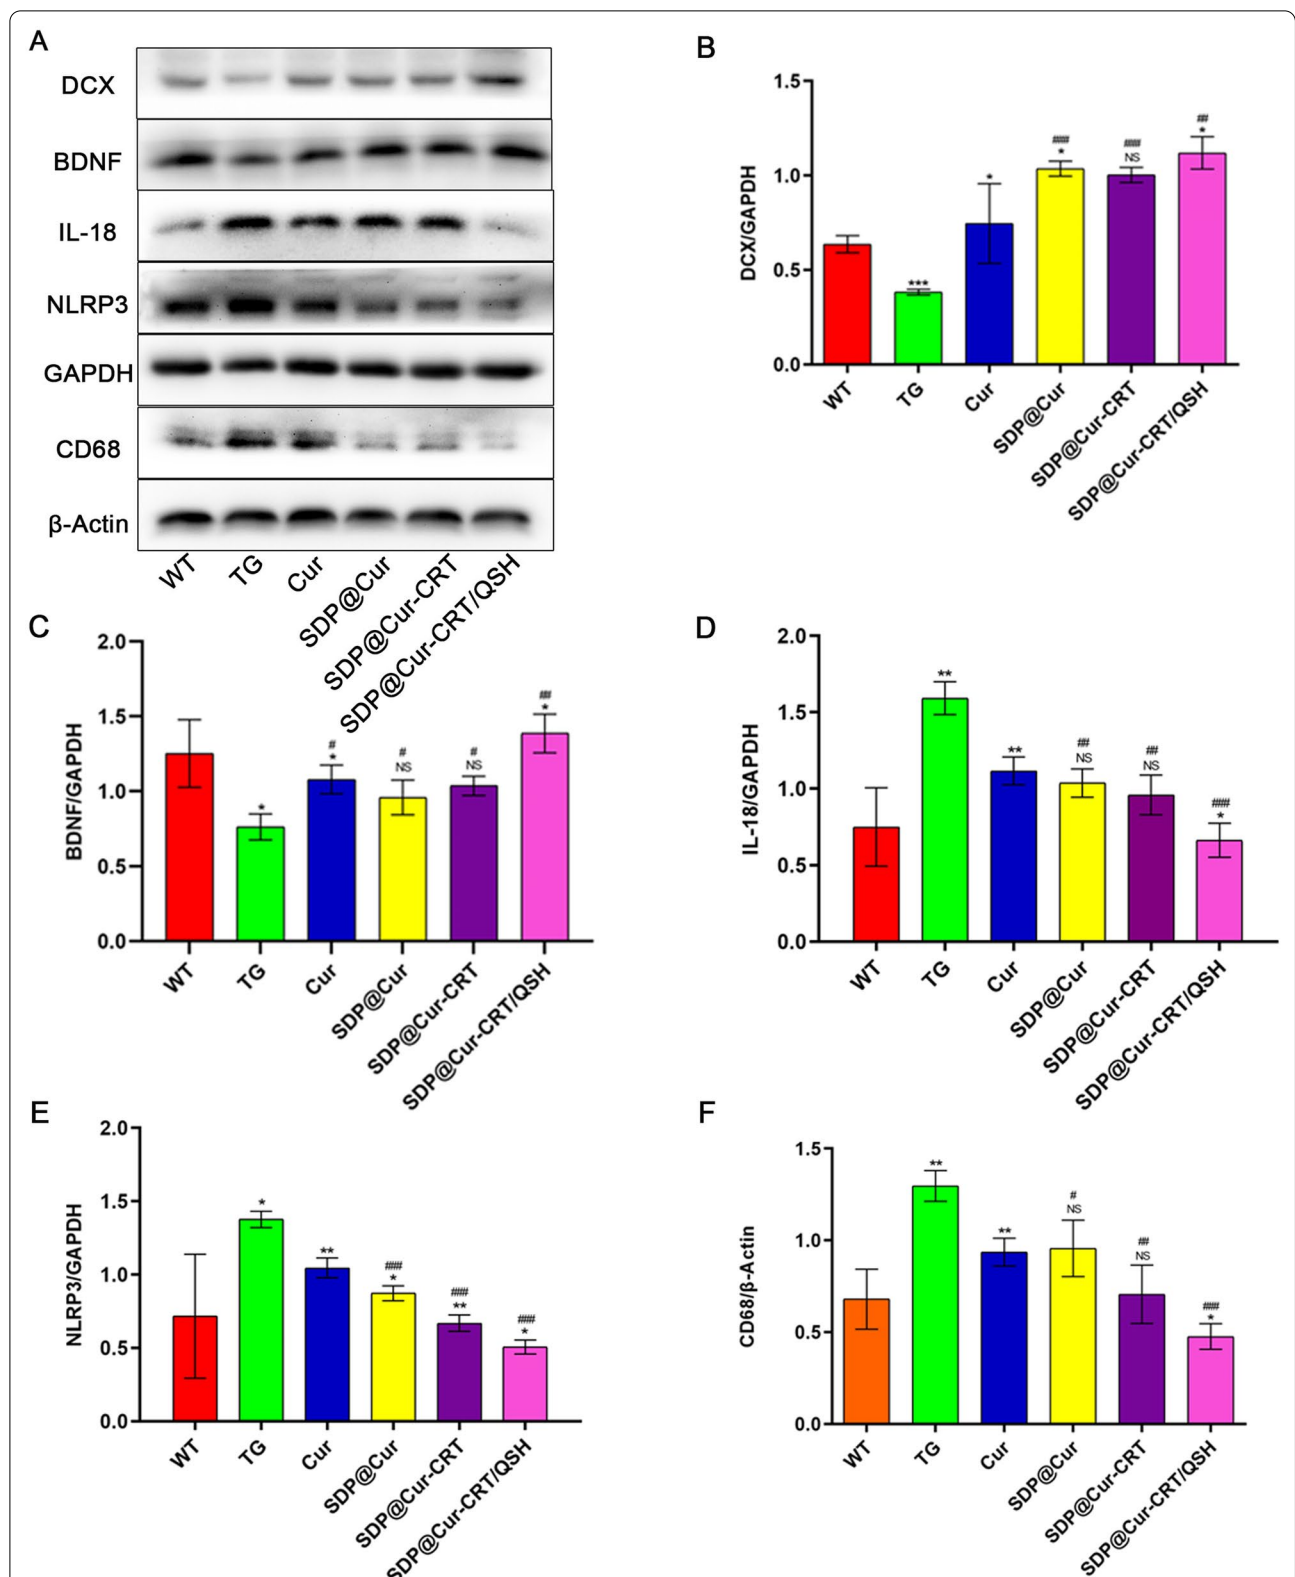 A
DCX
BDNF
IL-18
NLRP3
GAPDH
CD68
β-Actin
WT
TG
Cur
SDP@Cur
SDP@Cur-CRT
SDP@Cur-CRT/QSH
B
DCX/GAPDH
1.5
1.0
0.5
0.0
***
*
###
*
###
NS
##
*
WT
TG
Cur
SDP@Cur
SDP@Cur-CRT
SDP@Cur-CRT/QSH
C
BDNF/GAPDH
2.0
1.5
1.0
0.5
0.0
*
#
*
#
NS
#
NS
##
*
WT
TG
Cur
SDP@Cur
SDP@Cur-CRT
SDP@Cur-CRT/QSH
D
IL-18/GAPDH
2.0
1.5
1.0
0.5
0.0
**
**
##
NS
##
NS
###
*
WT
TG
Cur
SDP@Cur
SDP@Cur-CRT
SDP@Cur-CRT/QSH
E
NLRP3/GAPDH
2.0
1.5
1.0
0.5
0.0
*
**
###
*
###
**
###
*
WT
TG
Cur
SDP@Cur
SDP@Cur-CRT
SDP@Cur-CRT/QSH
F
CD68/β-Actin
1.5
1.0
0.5
0.0
**
**
#
NS
##
NS
###
*
WT
TG
Cur
SDP@Cur
SDP@Cur-CRT
SDP@Cur-CRT/QSH